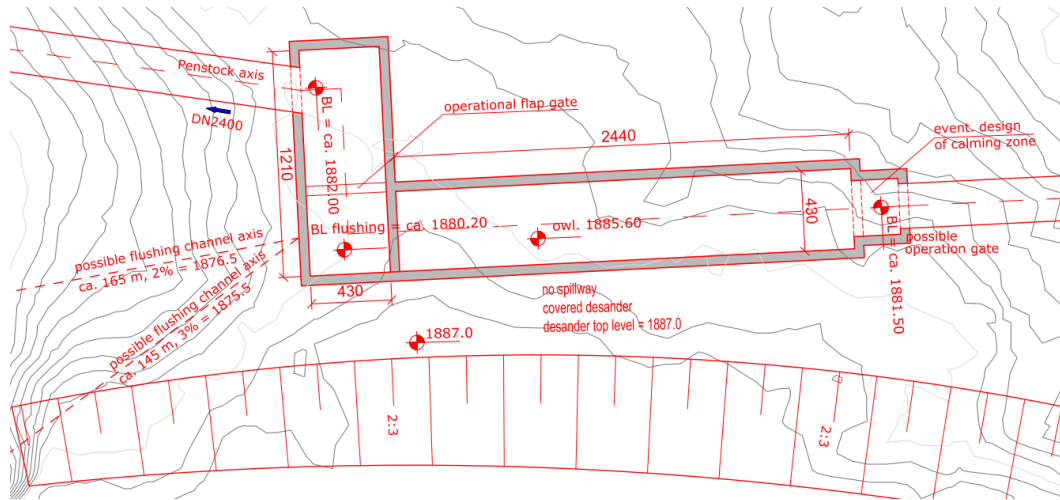 Penstock axis
DN2400
BL = ca. 1882.00
1210
operational flap gate
2440
event. design
of calming zone
430
BL flushing = ca. 1880.20
owl. 1885.60
possible
operation gate
BL = ca. 1881.50
possible flushing channel axis
ca. 165 m, 2% = 1876.5
possible flushing channel axis
ca. 145 m, 3% = 1875.5
430
no spillway
covered desander
desander top level = 1887.0
1887.0
2:3
2:3